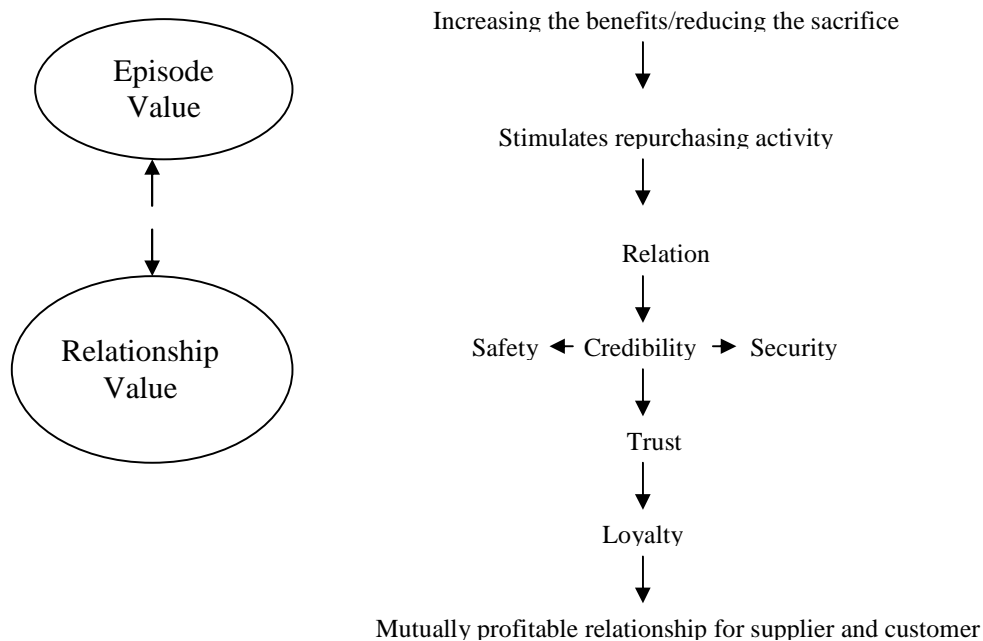 Episode
Value
Relationship
Value
Increasing the benefits/reducing the sacrifice
Stimulates repurchasing activity
Relation
Safety Credibility Security
Trust
Loyalty
Mutually profitable relationship for supplier and customer